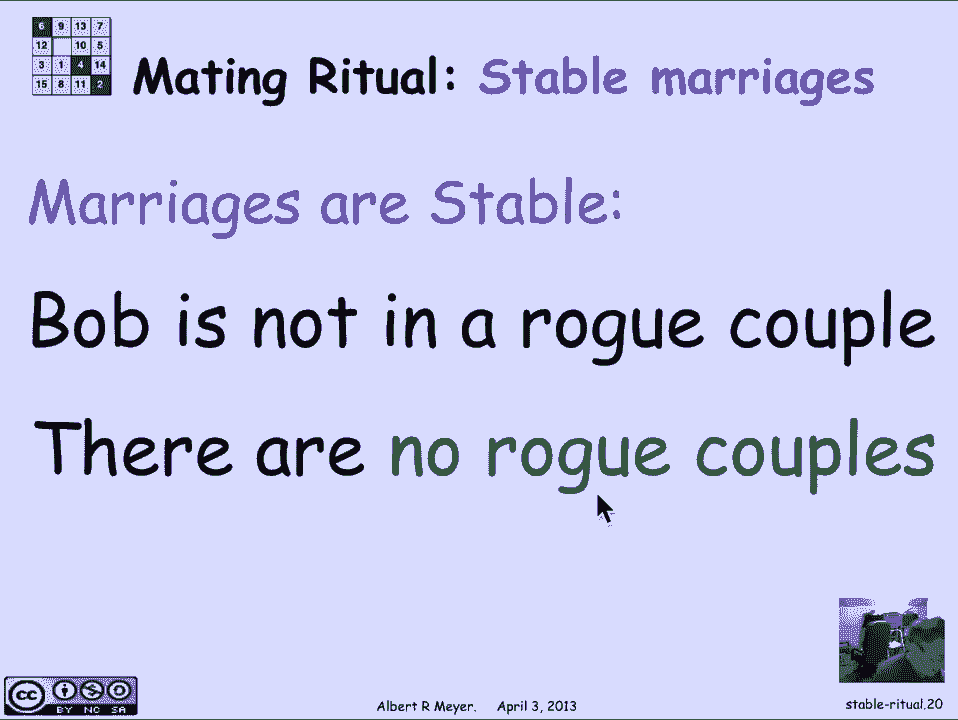 6 9 13 7
12 10 5
3 1 4 14
15 8 11 2
Mating Ritual: Stable marriages
Marriages are Stable:
Bob is not in a rogue couple
There are no rogue couples
cc
BY NC SA
Albert R Meyer. April 3, 2013
stable-ritual.20